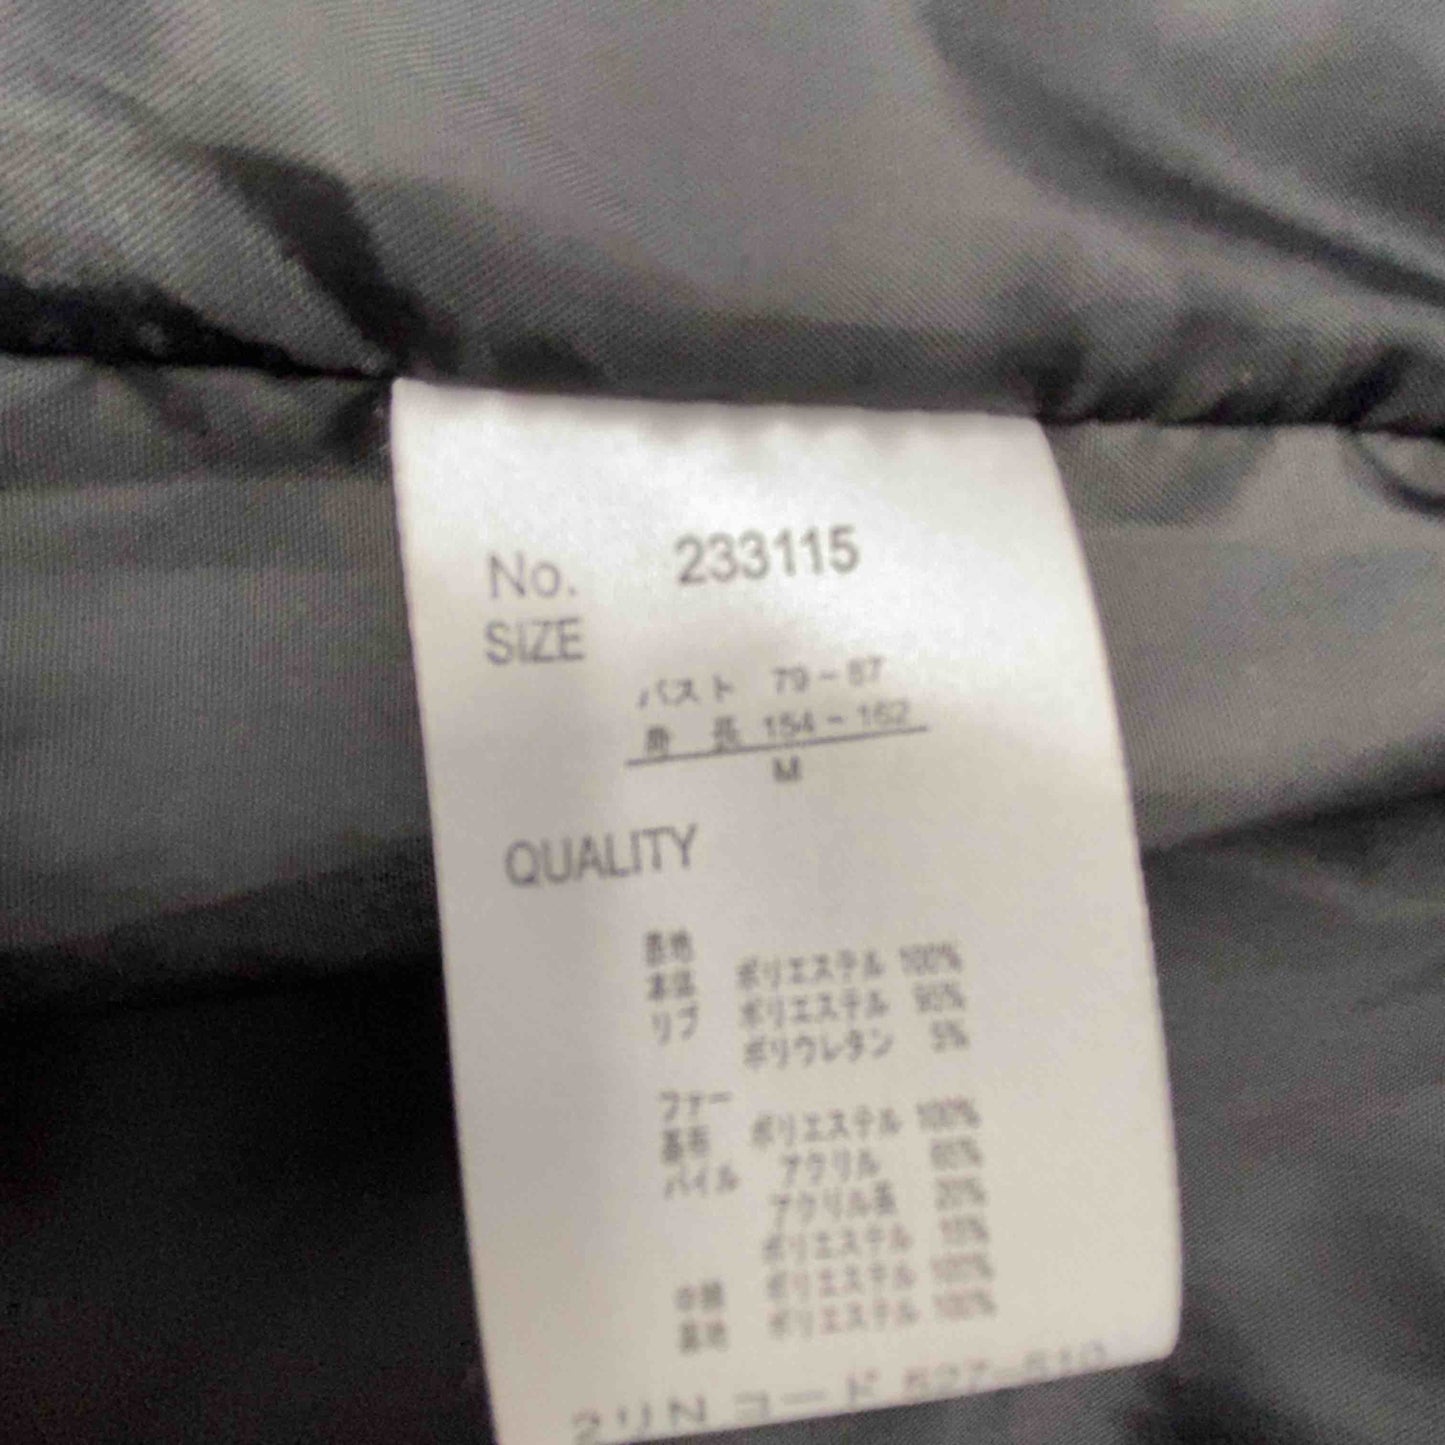 No. 233115
SIZE
バスト 79-87
身長 154-162
M
QUALITY
表地
本体 ポリエステル 100%
リブ ポリエステル 95%
ポリウレタン 5%
ファー
基布 ポリエステル 100%
パイル アクリル 65%
アクリル系 20%
ポリエステル 15%
中綿 ポリエステル 100%
裏地 ポリエステル 100%
コード